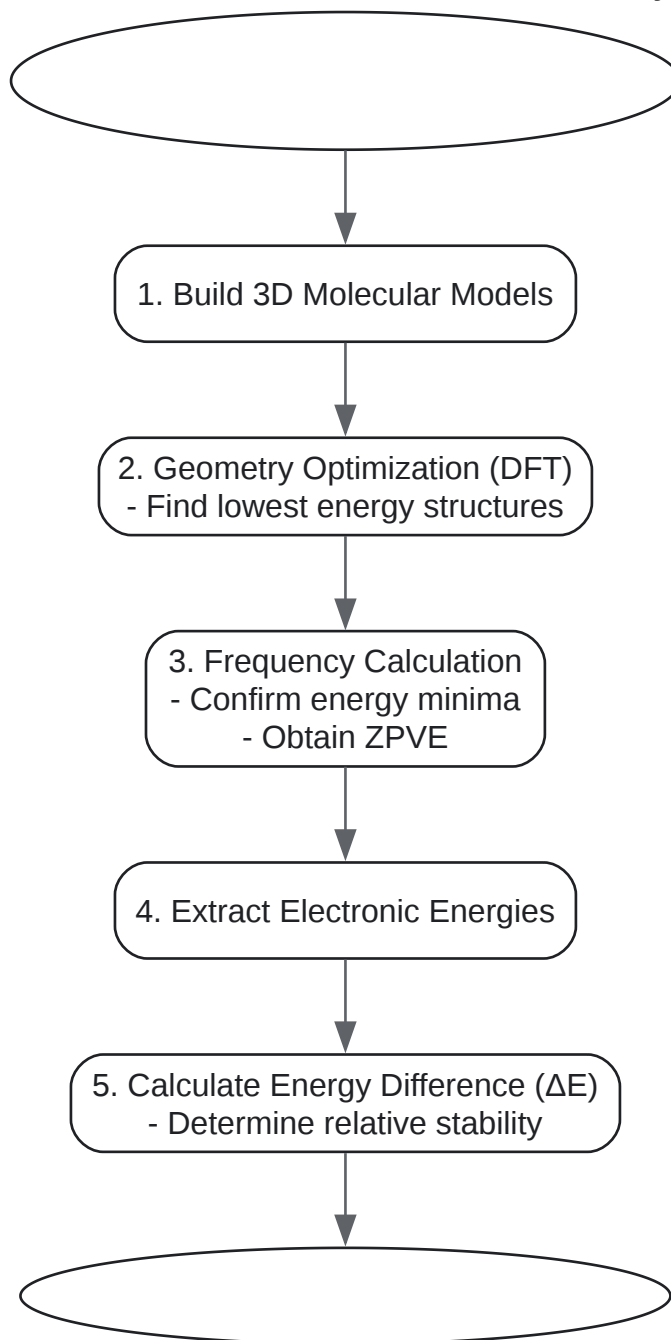 1. Build 3D Molecular Models
2. Geometry Optimization (DFT)
- Find lowest energy structures
3. Frequency Calculation
- Confirm energy minima
- Obtain ZPVE
4. Extract Electronic Energies
5. Calculate Energy Difference (ΔE)
- Determine relative stability